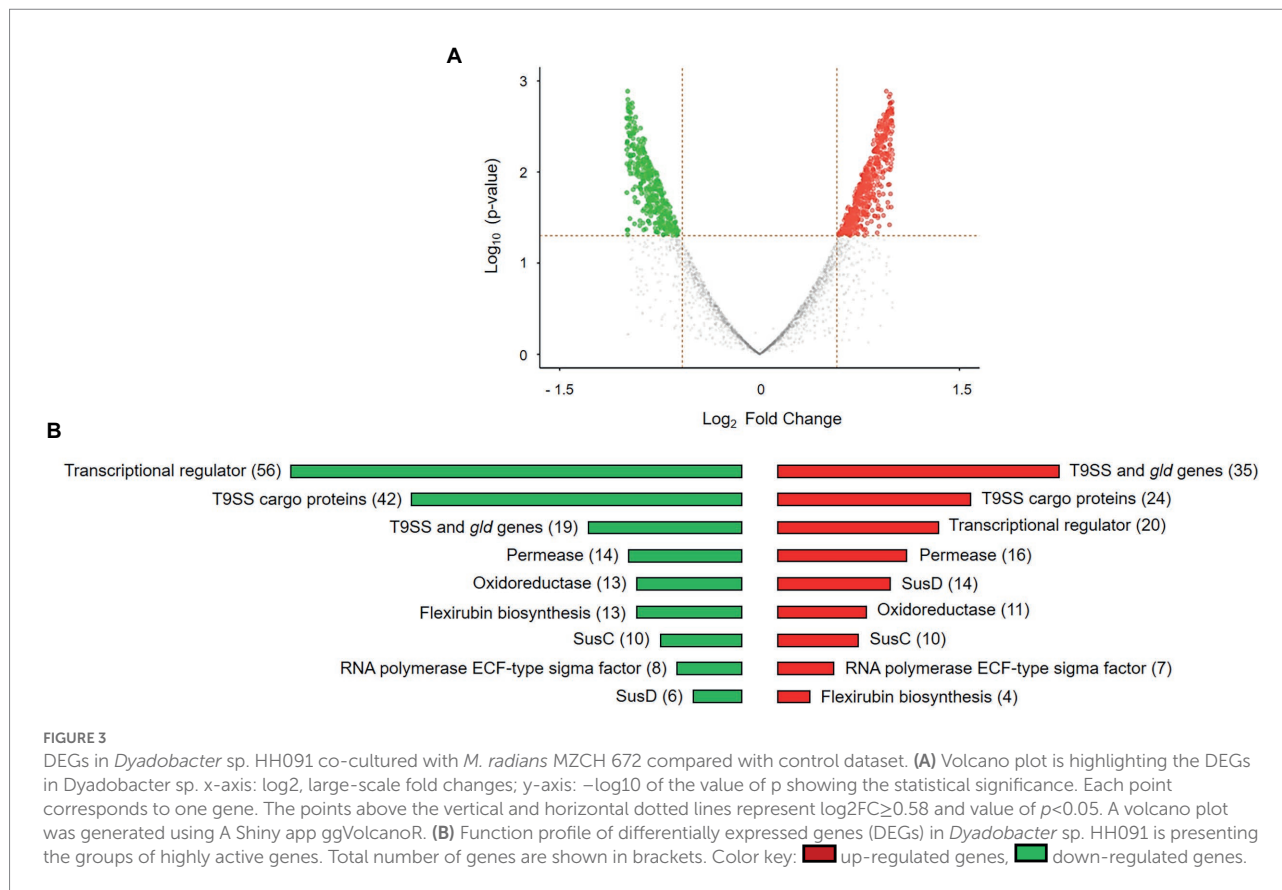 A
3
2
1
0
Log₁₀ (p-value)
- 1.5
0
1.5
Log₂ Fold Change
B
Transcriptional regulator (56)
T9SS cargo proteins (42)
T9SS and gld genes (19)
Permease (14)
Oxidoreductase (13)
Flexirubin biosynthesis (13)
SusC (10)
RNA polymerase ECF-type sigma factor (8)
SusD (6)
T9SS and gld genes (35)
T9SS cargo proteins (24)
Transcriptional regulator (20)
Permease (16)
SusD (14)
Oxidoreductase (11)
SusC (10)
RNA polymerase ECF-type sigma factor (7)
Flexirubin biosynthesis (4)
FIGURE 3
DEGs in Dyadobacter sp. HH091 co-cultured with M. radians MZCH 672 compared with control dataset. (A) Volcano plot is highlighting the DEGs
in Dyadobacter sp. x-axis: log2, large-scale fold changes; y-axis: −log10 of the value of p showing the statistical significance. Each point
corresponds to one gene. The points above the vertical and horizontal dotted lines represent log2FC≥0.58 and value of p<0.05. A volcano plot
was generated using A Shiny app ggVolcanoR. (B) Function profile of differentially expressed genes (DEGs) in Dyadobacter sp. HH091 is presenting
the groups of highly active genes. Total number of genes are shown in brackets. Color key: up-regulated genes, down-regulated genes.